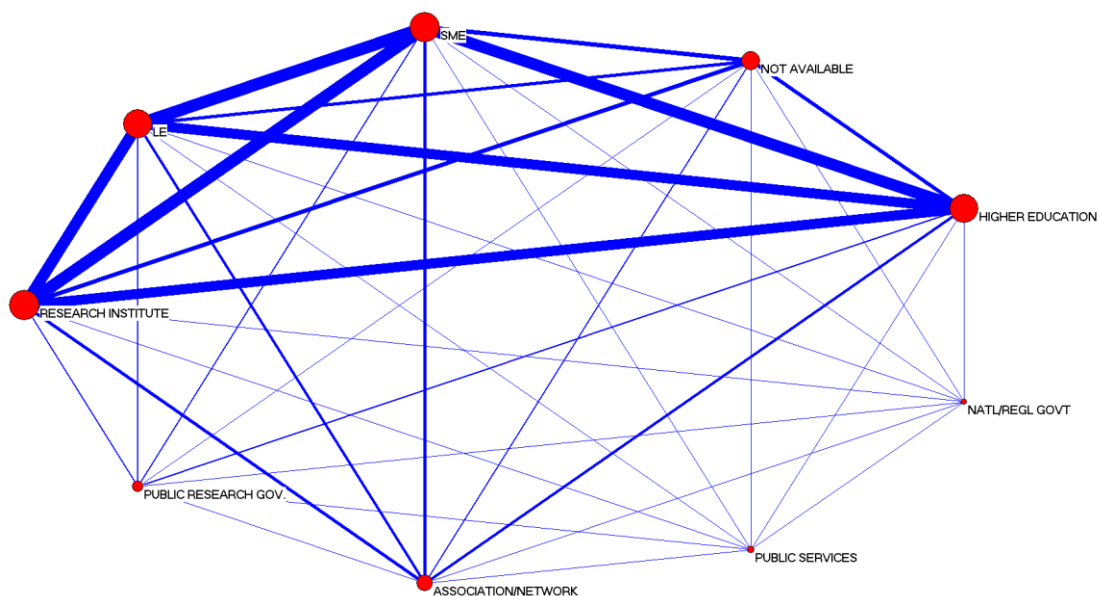 SME
NOT AVAILABLE
LE
HIGHER EDUCATION
RESEARCH INSTITUTE
NATL/REGL GOVT
PUBLIC RESEARCH GOV.
PUBLIC SERVICES
ASSOCIATION/NETWORK